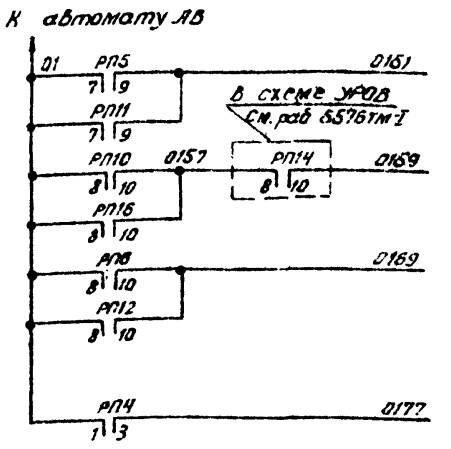 К автомату АВ
01 РП5 0161
7 9
В схеме УРОВ
См. раб 5576тм-I
РП11
7 9
РП10 0157 РП14 0159
8 10 8 10
РП16
8 10
РП6 0169
8 10
РП12
8 10
РП4 0177
1 3